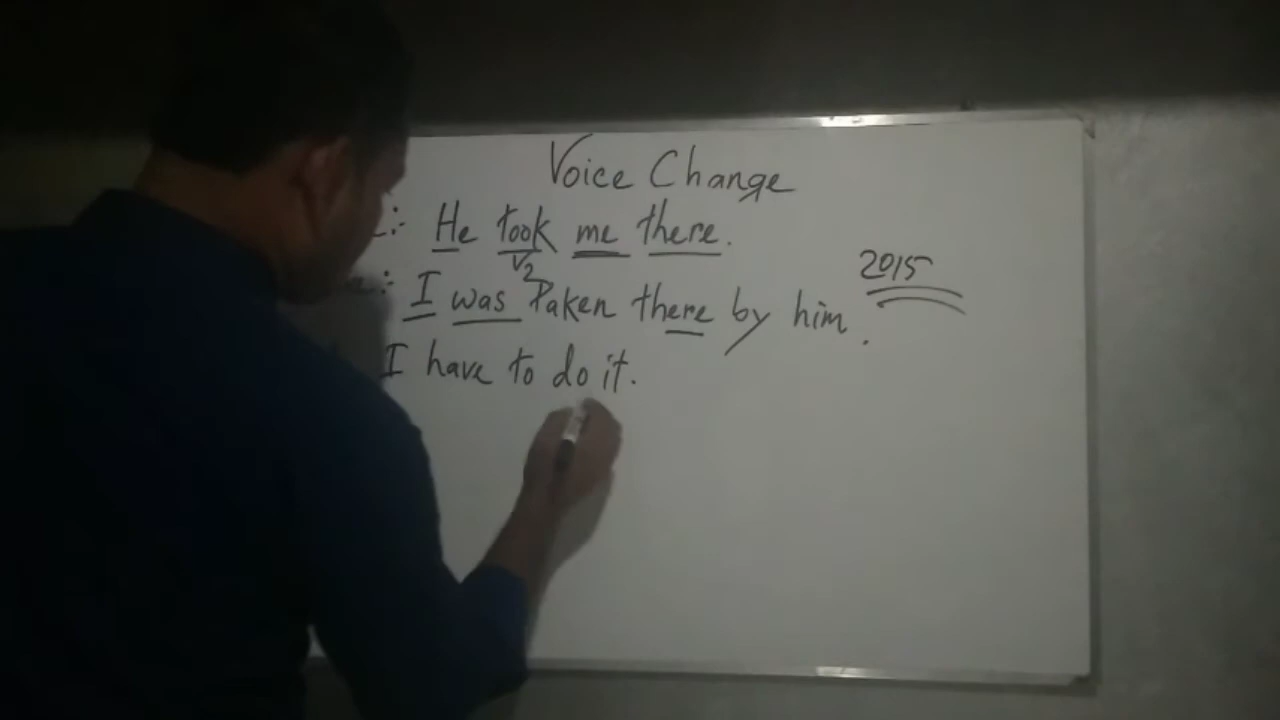 Voice Change
He took me there.
V2
2015
I was Taken there by him.
I have to do it.